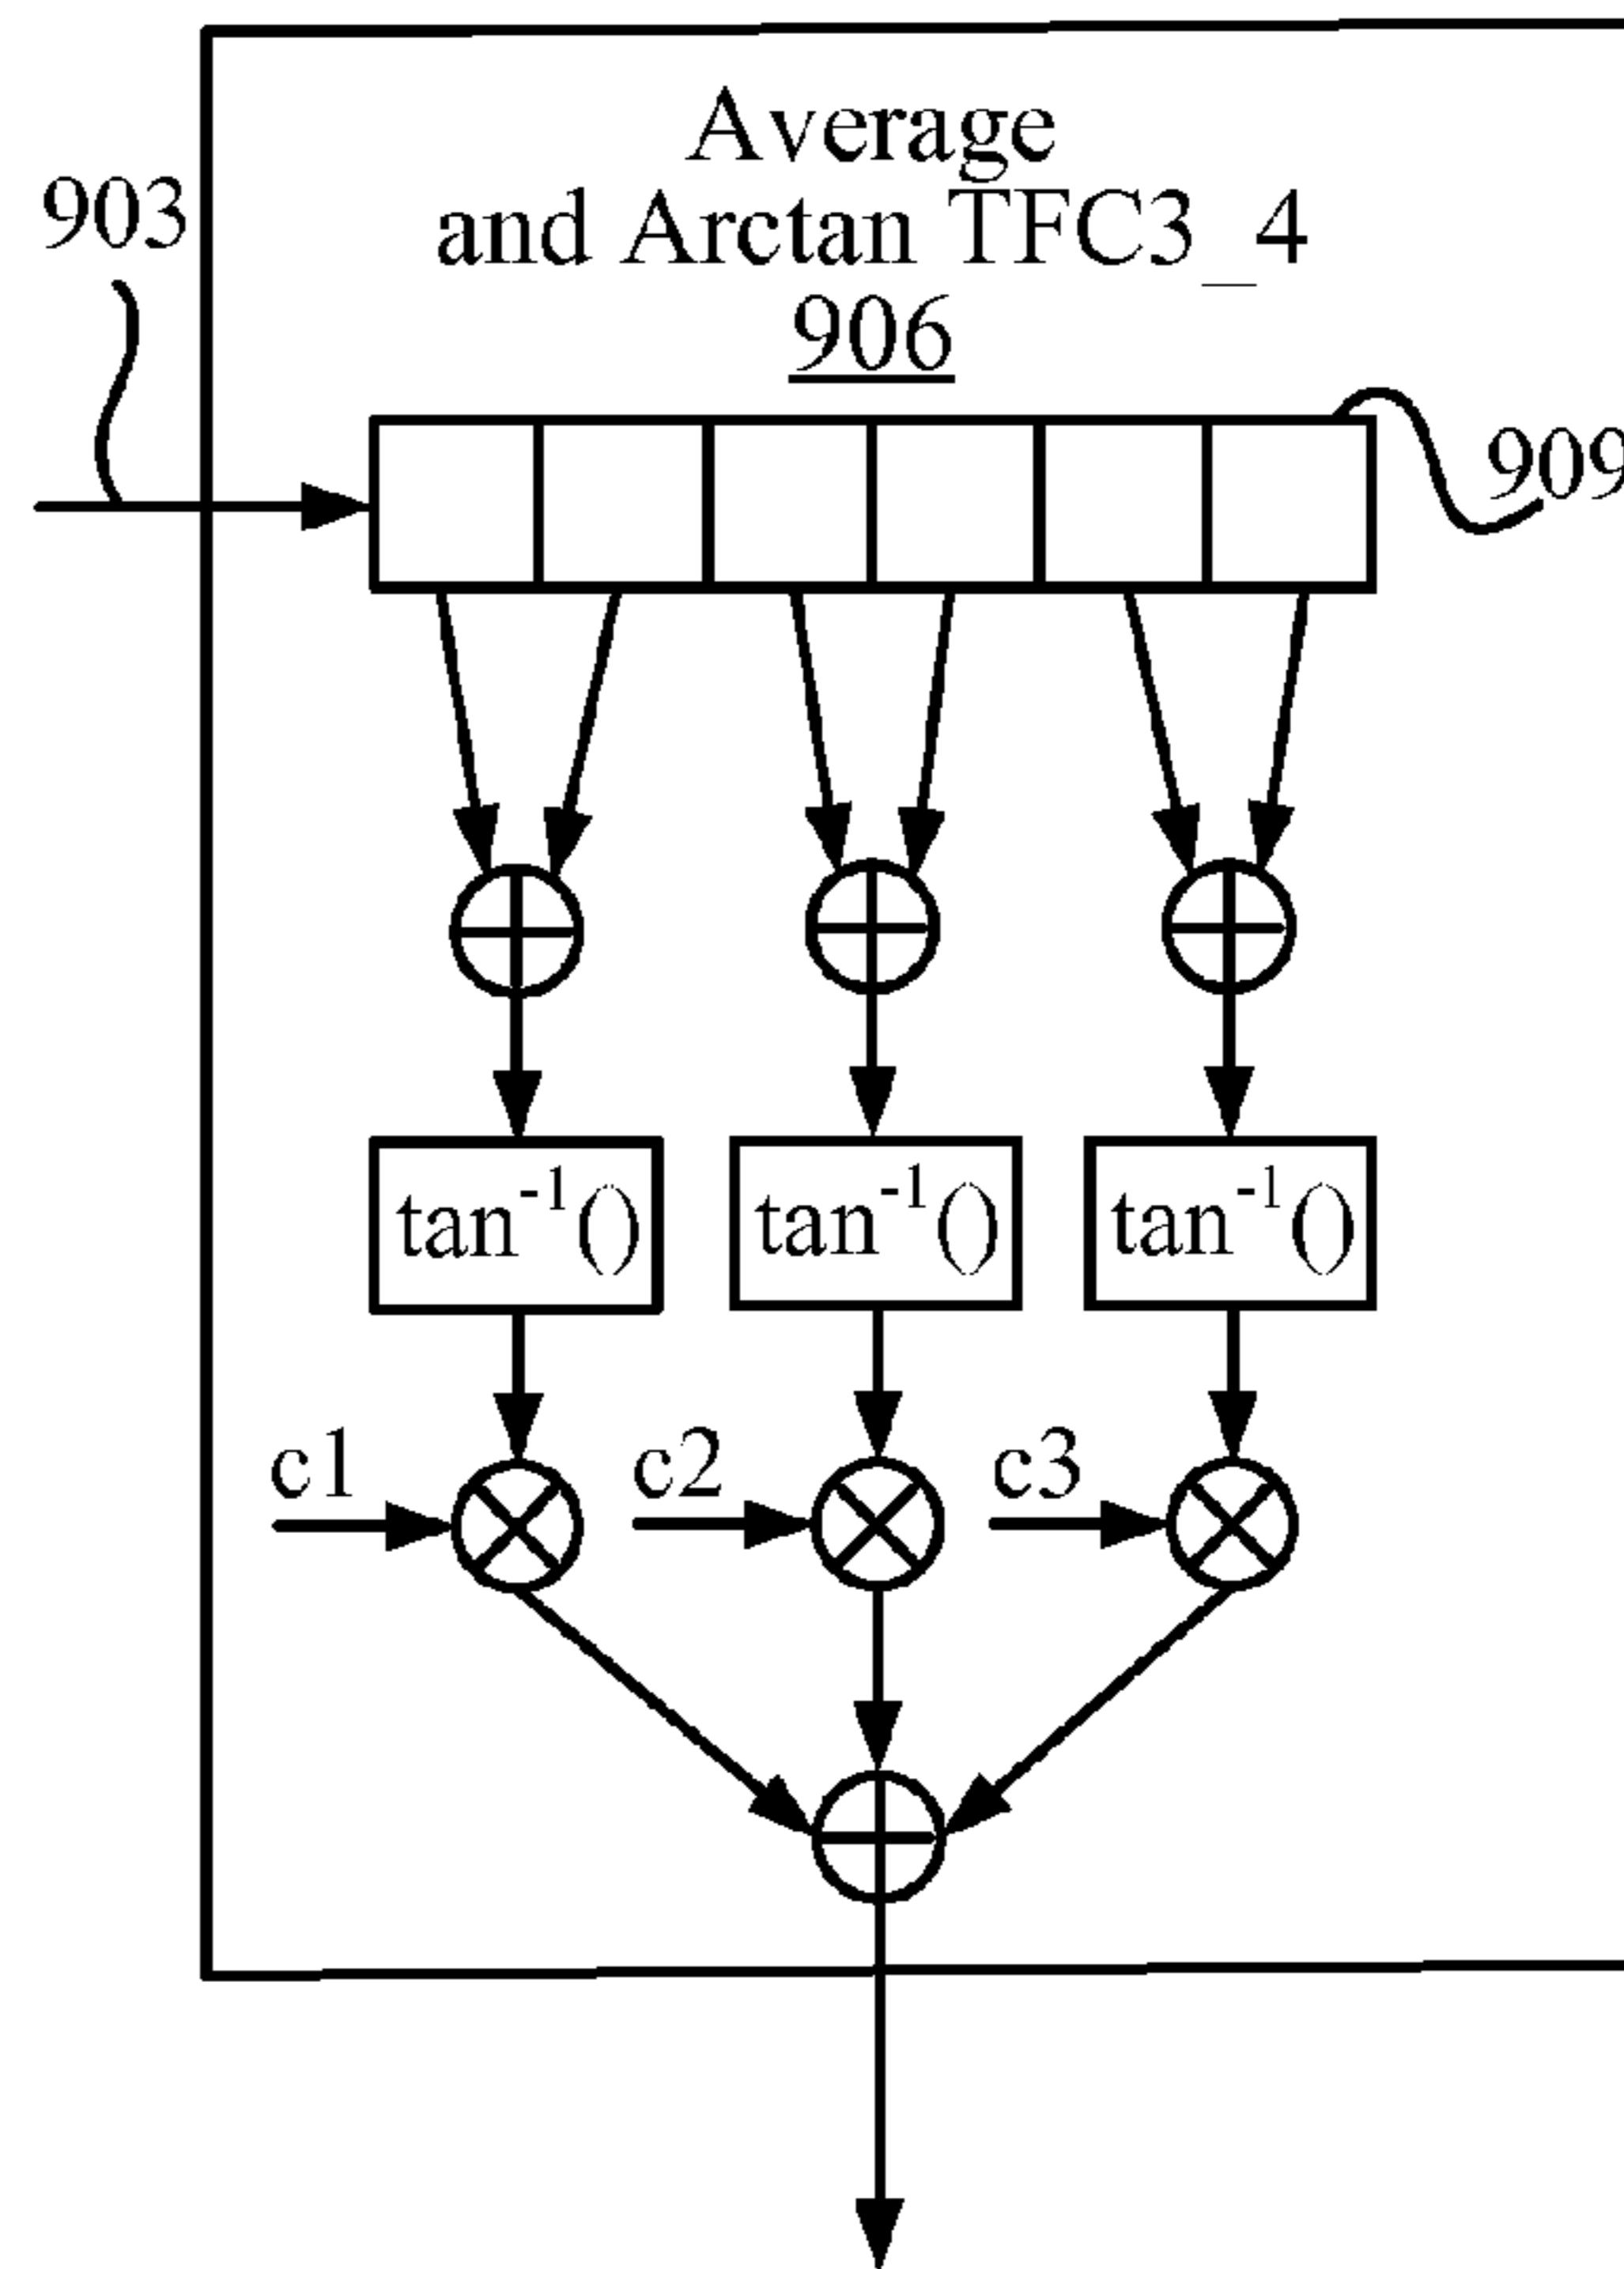 Average
and Arctan TFC3_4
906
903
909
tan⁻¹() tan⁻¹() tan⁻¹()
c1 c2 c3